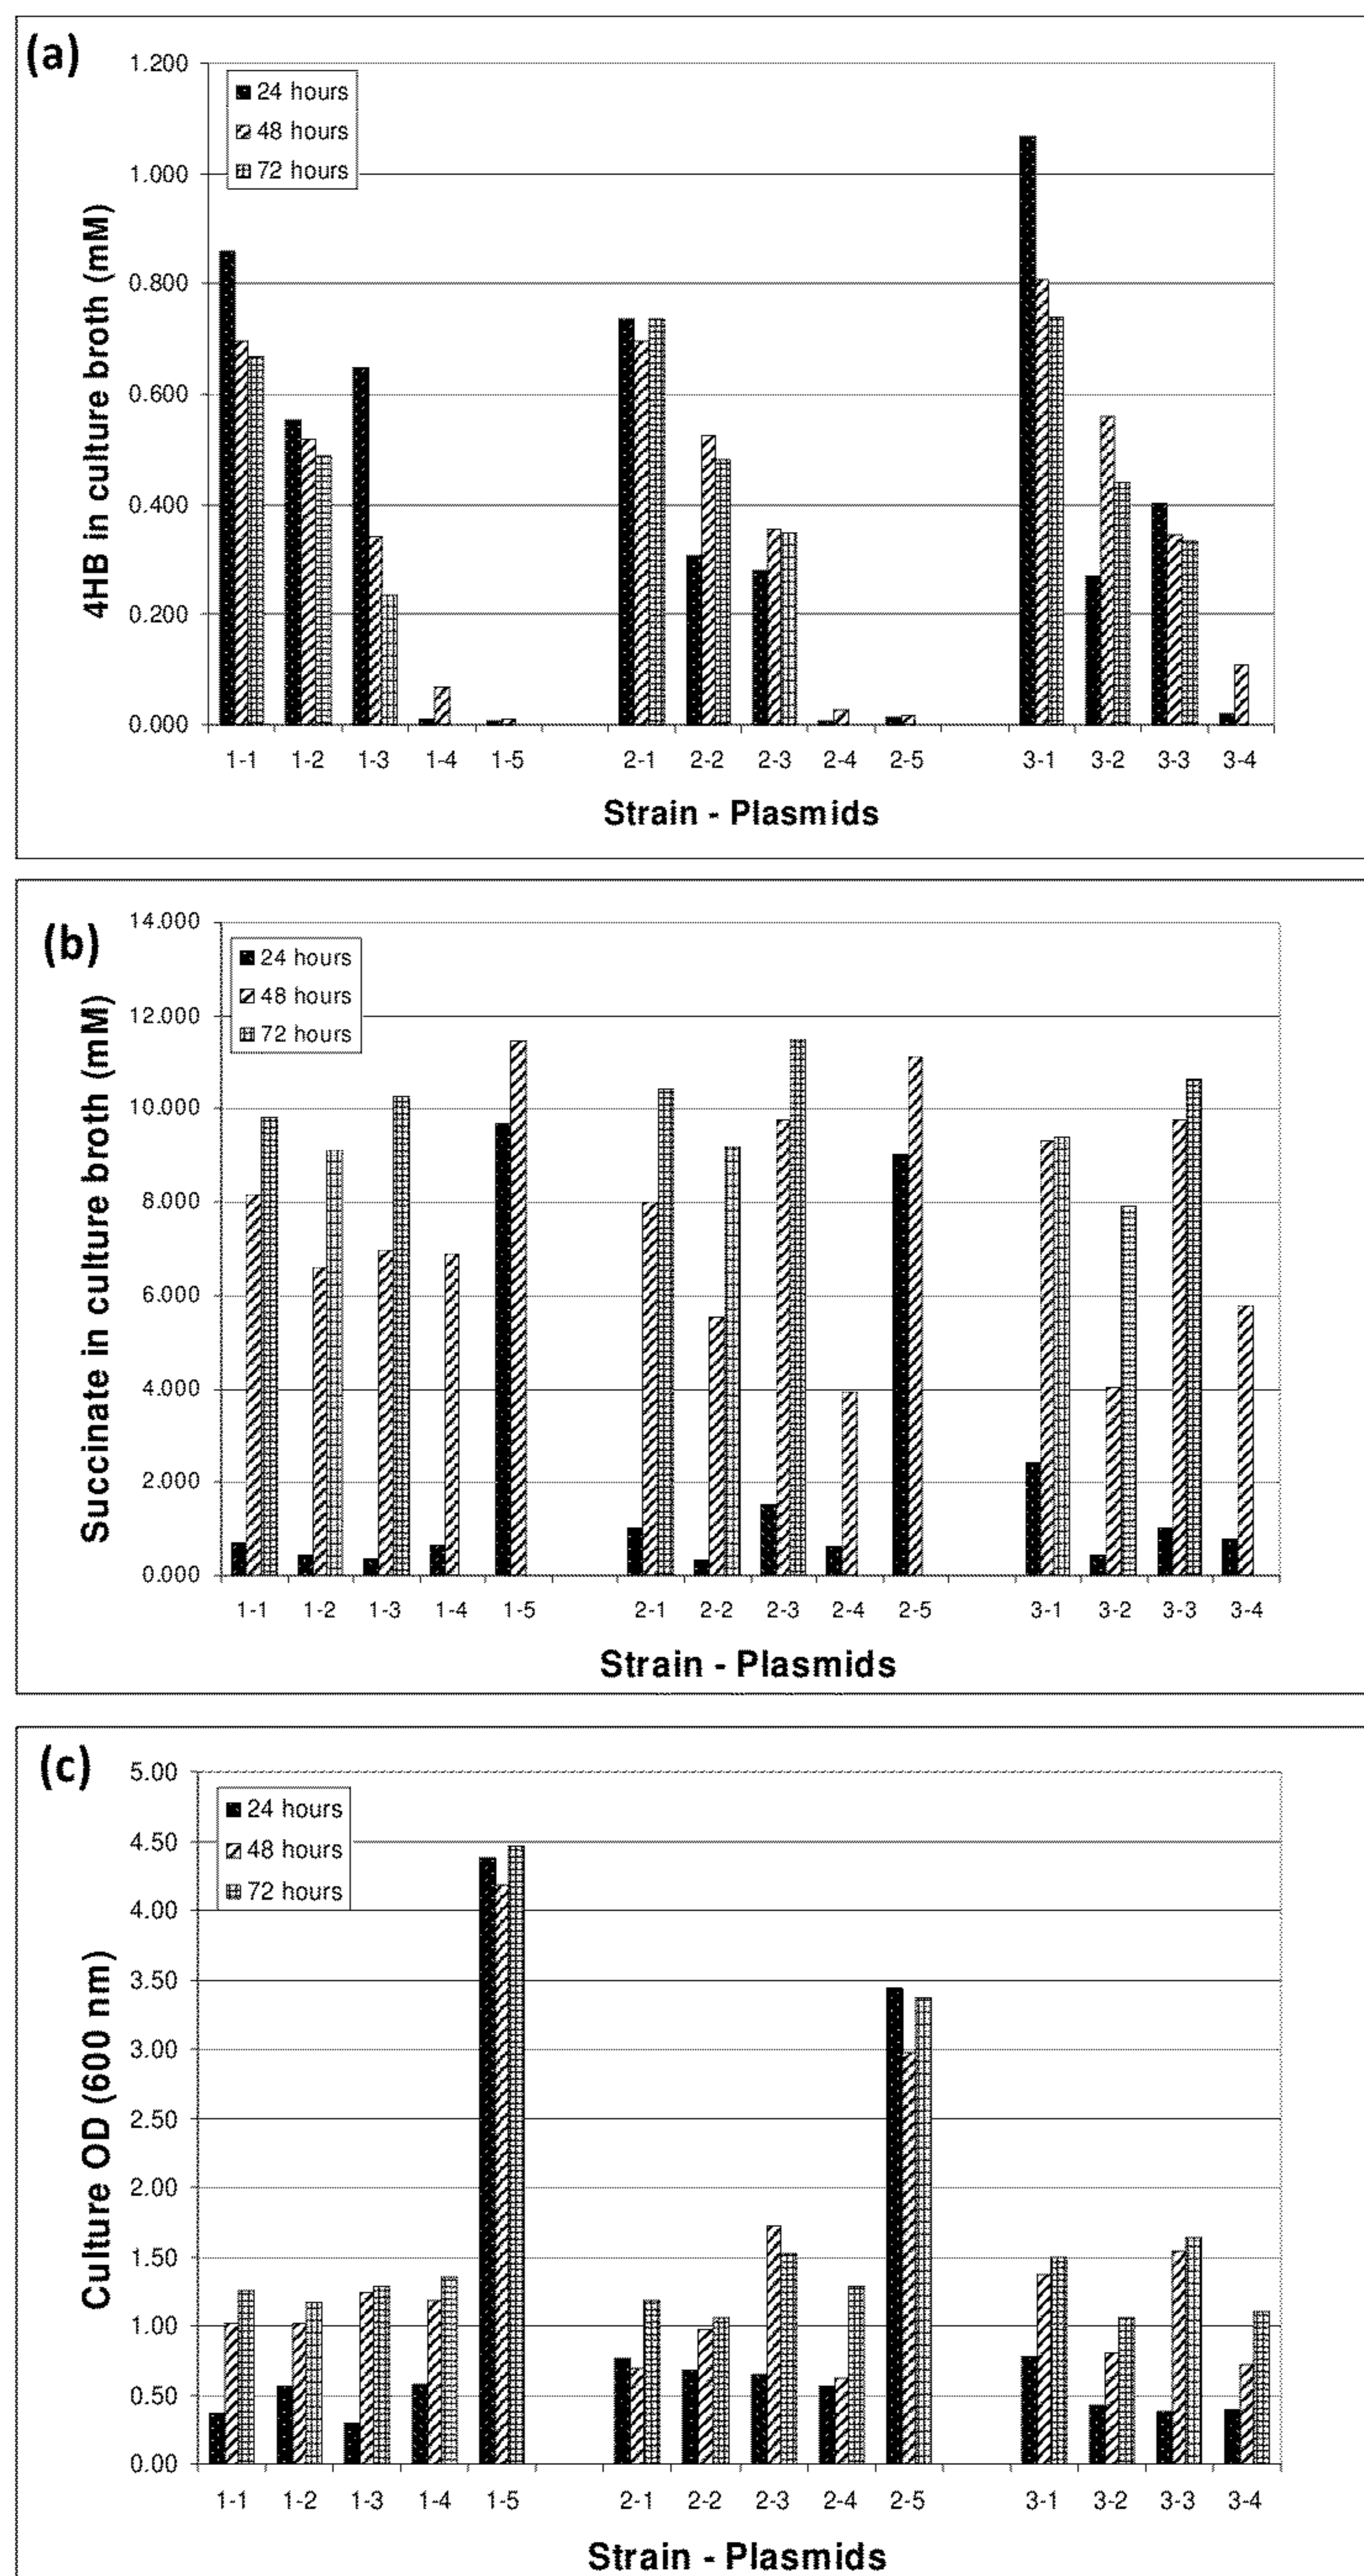 (a)
4HB in culture broth (mM)
1.200
1.000
0.800
0.600
0.400
0.200
0.000
24 hours
48 hours
72 hours
1-1 1-2 1-3 1-4 1-5 2-1 2-2 2-3 2-4 2-5 3-1 3-2 3-3 3-4
Strain - Plasmids
(b)
Succinate in culture broth (mM)
14.000
12.000
10.000
8.000
6.000
4.000
2.000
0.000
24 hours
48 hours
72 hours
1-1 1-2 1-3 1-4 1-5 2-1 2-2 2-3 2-4 2-5 3-1 3-2 3-3 3-4
Strain - Plasmids
(c)
Culture OD (600 nm)
5.00
4.50
4.00
3.50
3.00
2.50
2.00
1.50
1.00
0.50
0.00
24 hours
48 hours
72 hours
1-1 1-2 1-3 1-4 1-5 2-1 2-2 2-3 2-4 2-5 3-1 3-2 3-3 3-4
Strain - Plasmids